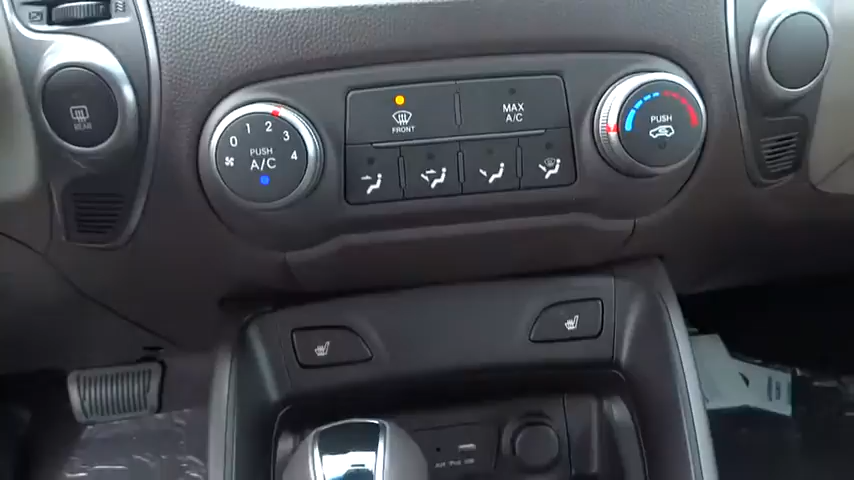 REAR
0 1 2 3 4
PUSH
A/C
FRONT
MAX
A/C
PUSH